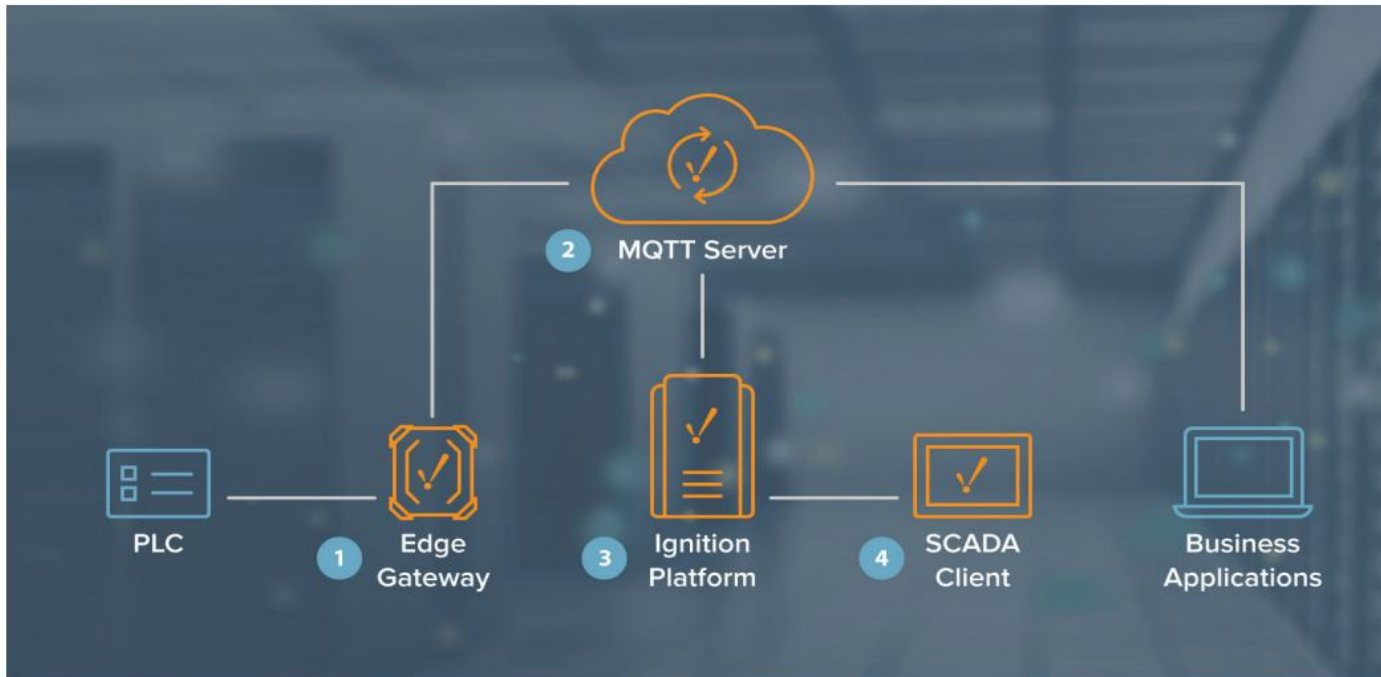 2 MQTT Server
PLC
1 Edge
Gateway
3 Ignition
Platform
4 SCADA
Client
Business
Applications